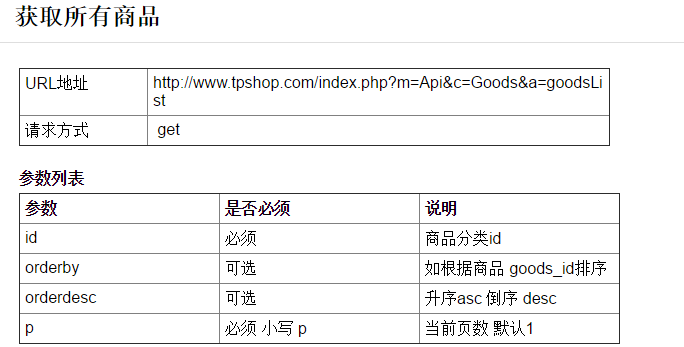 获取所有商品
URL地址 http://www.tpshop.com/index.php?m=Api&c=Goods&a=goodsLi
st
请求方式 get
参数列表
参数 是否必须 说明
id 必须 商品分类id
orderby 可选 如根据商品 goods_id排序
orderdesc 可选 升序asc 倒序 desc
p 必须 小写 p 当前页数 默认1